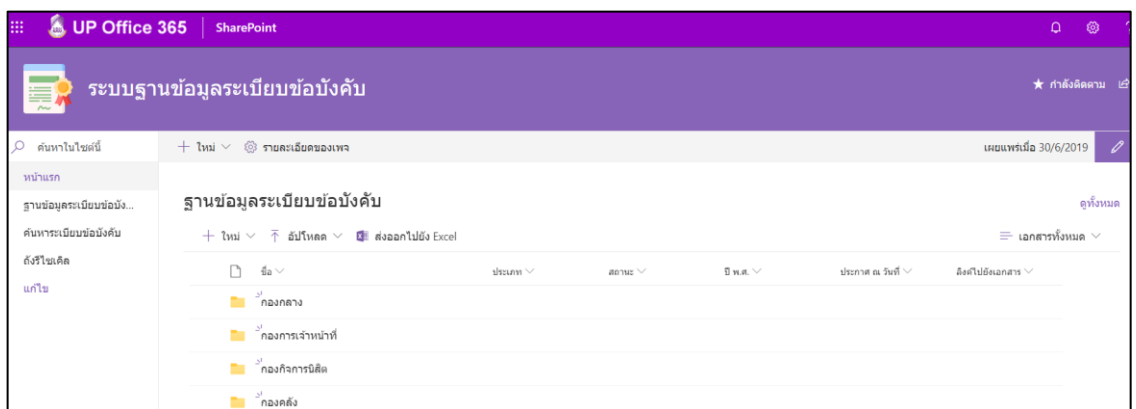 UP Office 365 SharePoint
ระบบฐานข้อมูลระเบียบข้อบังคับ
กำลังติดตาม
ค้นหาในไซต์นี้
ใหม่ รายละเอียดของเพจ
เผยแพร่เมื่อ 30/6/2019
หน้าแรก
ฐานข้อมูลระเบียบข้อบัง...
ค้นหาระเบียบข้อบังคับ
ถังรีไซเคิล
แก้ไข
ฐานข้อมูลระเบียบข้อบังคับ
ดูทั้งหมด
ใหม่ อัปโหลด ส่งออกไปยัง Excel
เอกสารทั้งหมด
ชื่อ ประเภท สถานะ ปี พ.ศ. ประกาศ ณ วันที่ ลิงค์ไปยังเอกสาร
กองกลาง
กองการเจ้าหน้าที่
กองกิจการนิสิต
กองคลัง